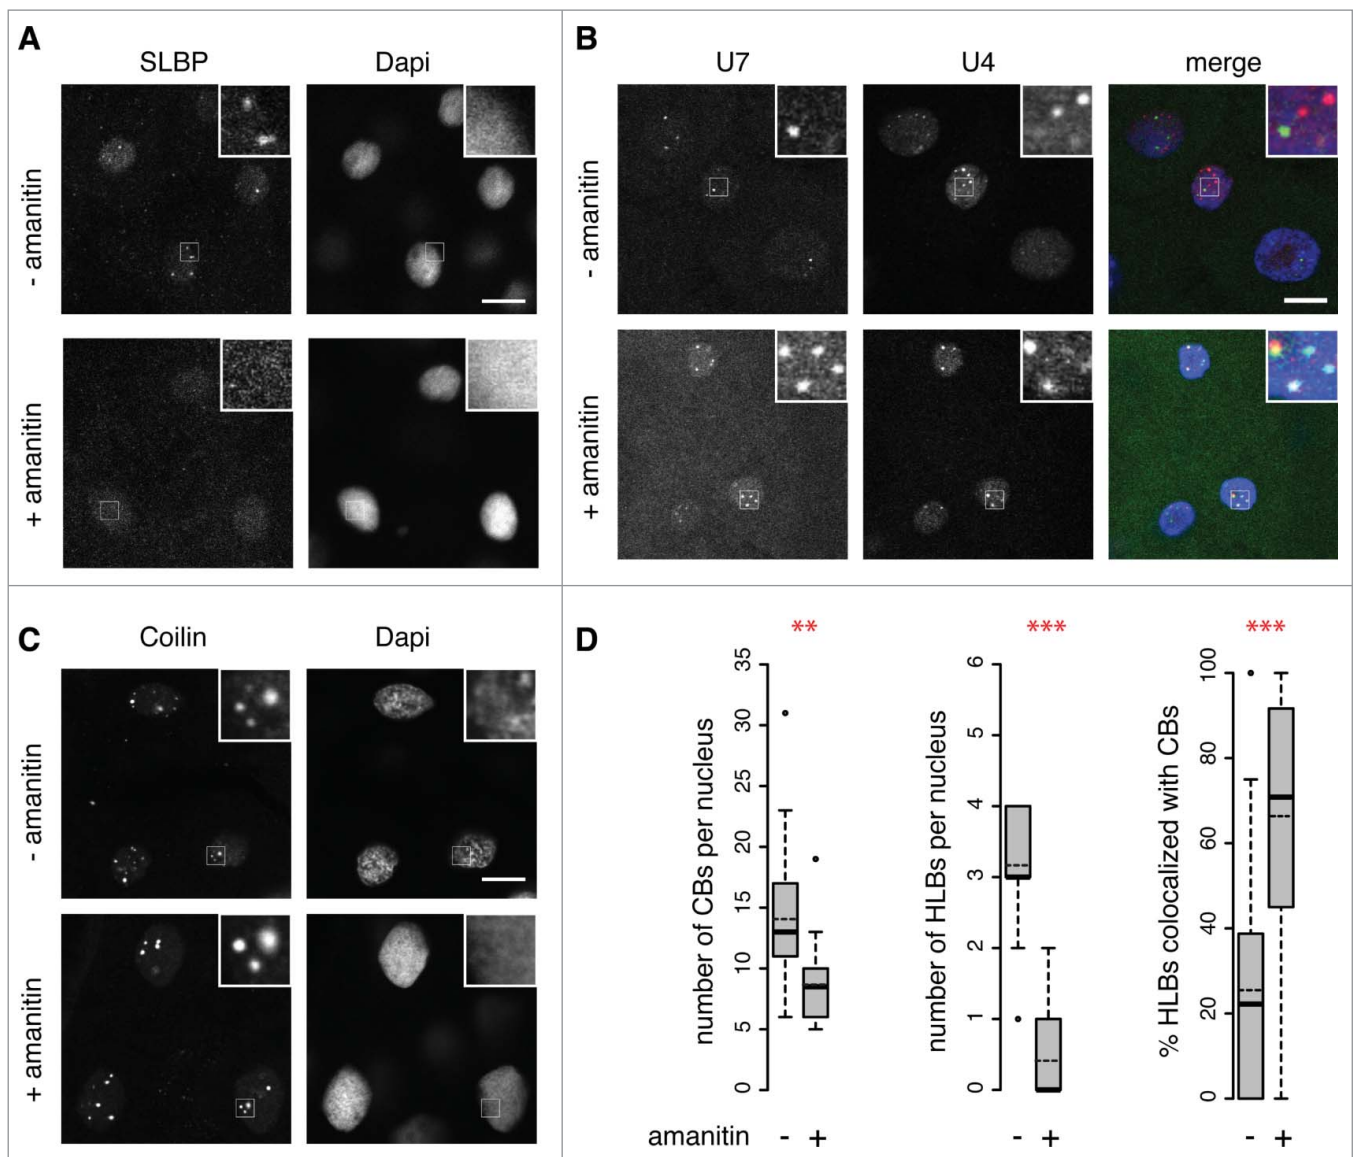 A
SLBP
Dapi
- amanitin
+ amanitin
B
U7
U4
merge
- amanitin
+ amanitin
C
Coilin
Dapi
- amanitin
+ amanitin
D
**
***
***
number of CBs per nucleus
0
5
10
15
20
25
30
35
number of HLBs per nucleus
0
1
2
3
4
5
6
% HLBs colocalized with CBs
0
20
40
60
80
100
amanitin - + - + - +